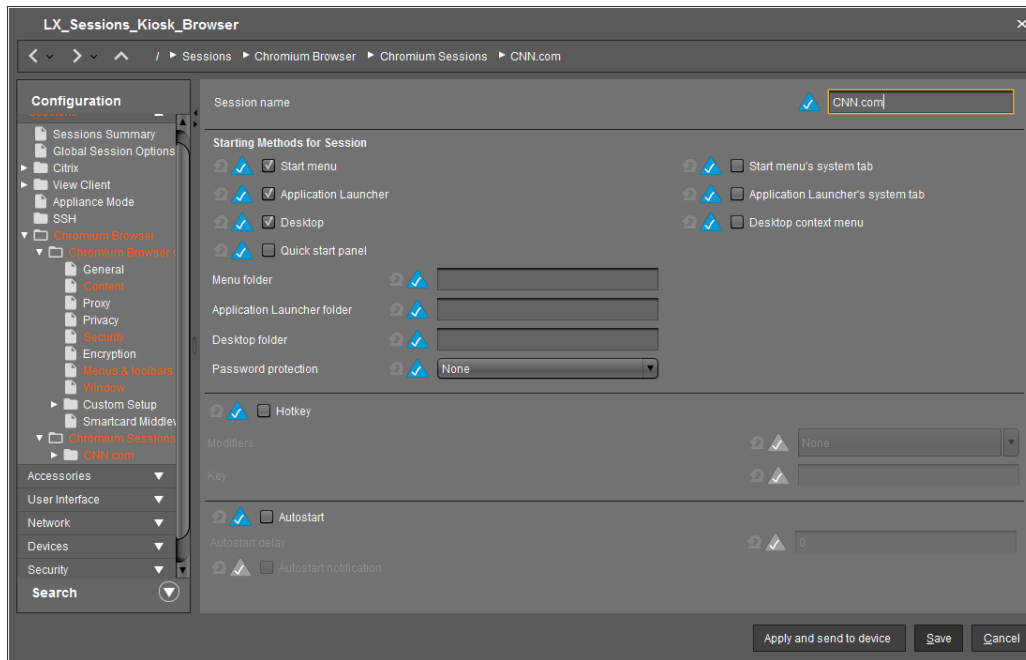 LX_Sessions_Kiosk_Browser
/ Sessions Chromium Browser Chromium Sessions CNN.com
Configuration
Sessions
Sessions Summary
Global Session Options
Citrix
View Client
Appliance Mode
SSH
Chromium Browser
Chromium Browser
General
Content
Proxy
Privacy
Security
Encryption
Menus & toolbars
Window
Custom Setup
Smartcard
Chromium Sessions
CNN.com
Accessories
User Interface
Network
Devices
Security
Search
Session name CNN.com
Starting Methods for Session
Start menu Start menu's system tab
Application Launcher Application Launcher's system tab
Desktop Desktop context menu
Quick start panel
Menu folder
Application Launcher folder
Desktop folder
Password protection None
Hotkey
Modifiers None
Key
Autostart
Autostart delay 0
Autostart notification
Apply and send to device Save Cancel